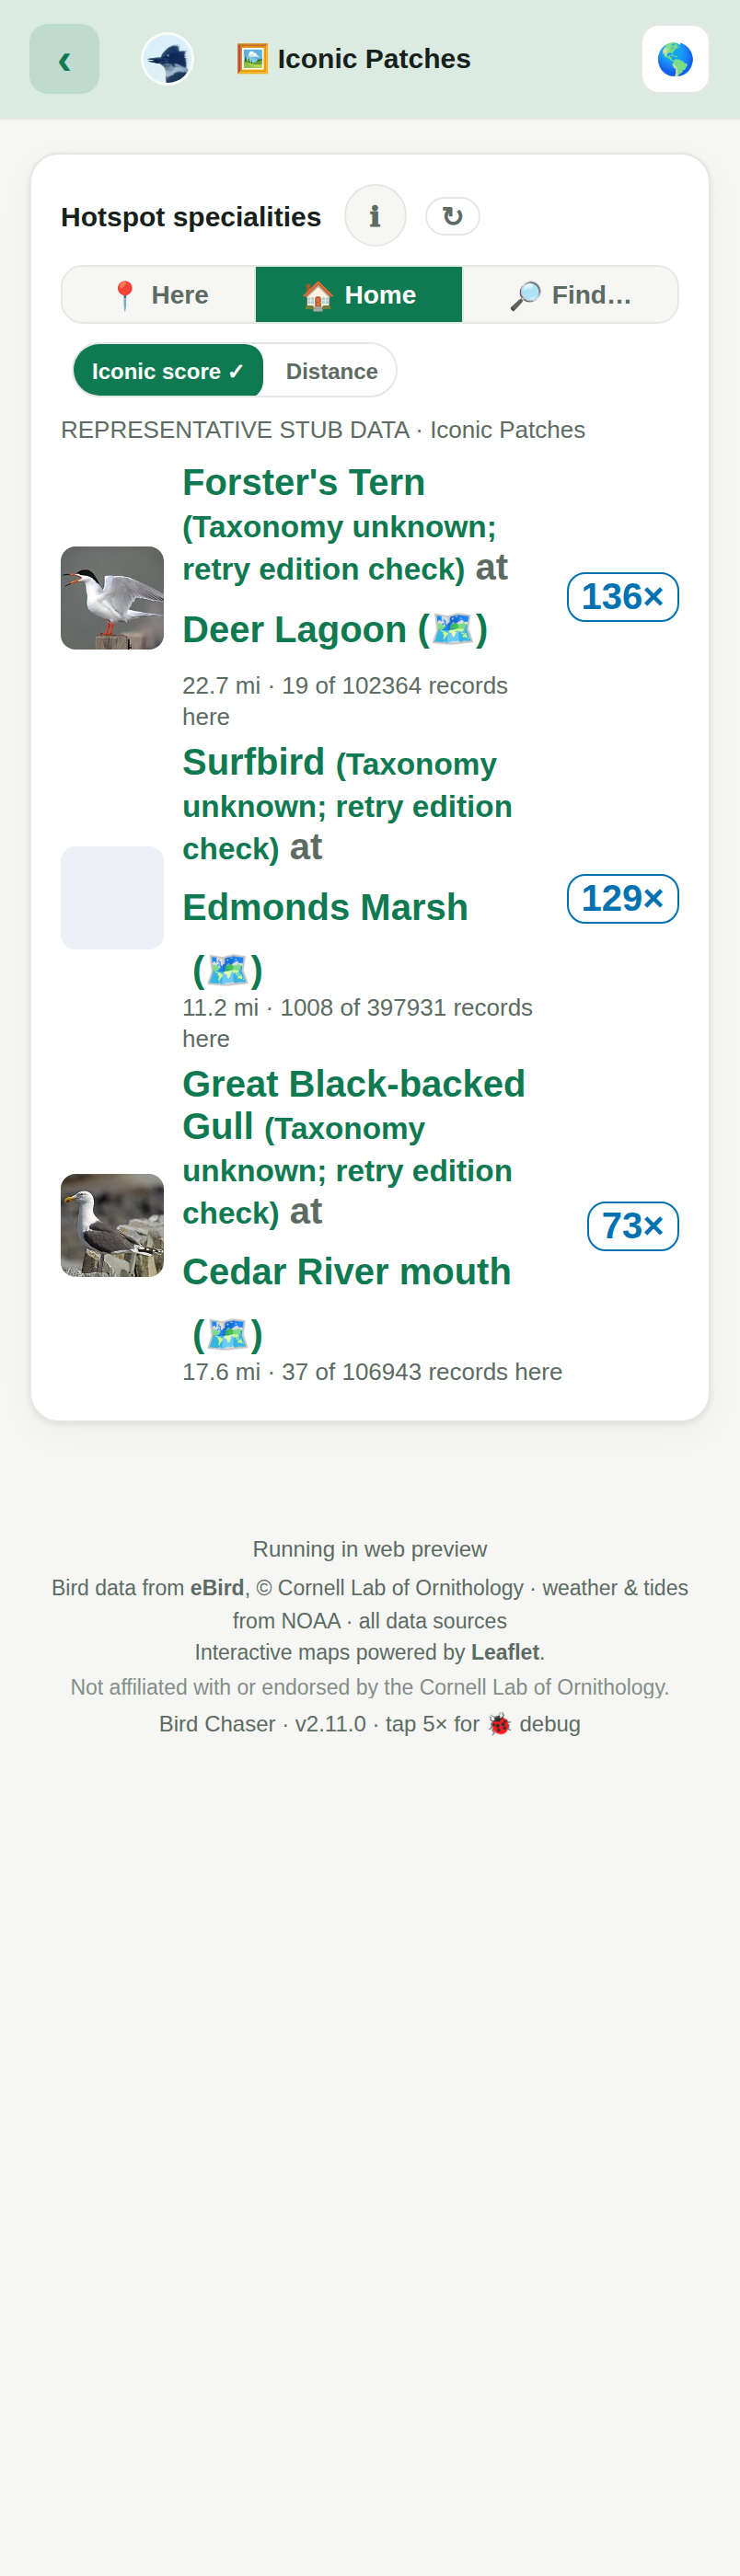 ‹ 🖼️ Iconic Patches 🌎
Hotspot specialities ℹ ↻
📍 Here 🏠 Home 🔎 Find…
Iconic score ✓ Distance
REPRESENTATIVE STUB DATA · Iconic Patches
Forster's Tern
(Taxonomy unknown;
retry edition check) at
Deer Lagoon (🗺️)
136×
22.7 mi · 19 of 102364 records
here
Surfbird (Taxonomy
unknown; retry edition
check) at
Edmonds Marsh
(🗺️)
129×
11.2 mi · 1008 of 397931 records
here
Great Black-backed
Gull (Taxonomy
unknown; retry edition
check) at
Cedar River mouth
(🗺️)
73×
17.6 mi · 37 of 106943 records here
Running in web preview
Bird data from eBird, © Cornell Lab of Ornithology · weather & tides
from NOAA · all data sources
Interactive maps powered by Leaflet.
Not affiliated with or endorsed by the Cornell Lab of Ornithology.
Bird Chaser · v2.11.0 · tap 5× for 🐞 debug